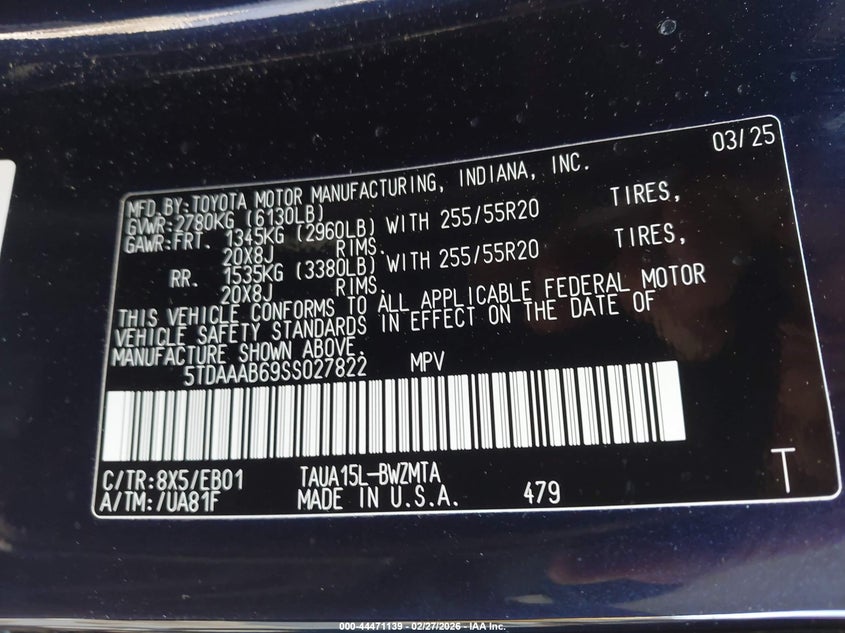 03/25
MFD.BY:TOYOTA MOTOR MANUFACTURING, INDIANA, INC.
GVWR:2780KG (6130LB)
GAWR:FRT. 1345KG (2960LB) WITH 255/55R20 TIRES,
20X8J RIMS.
RR. 1535KG (3380LB) WITH 255/55R20 TIRES,
20X8J RIMS.
THIS VEHICLE CONFORMS TO ALL APPLICABLE FEDERAL MOTOR
VEHICLE SAFETY STANDARDS IN EFFECT ON THE DATE OF
MANUFACTURE SHOWN ABOVE.
5TDAAAB69SS027822 MPV
C/TR:8X5/EB01 TAUA15L-BWZMTA
A/TM:/UA81F MADE IN U.S.A. 479 T
000-44471139 - 02/27/2026 - IAA Inc.